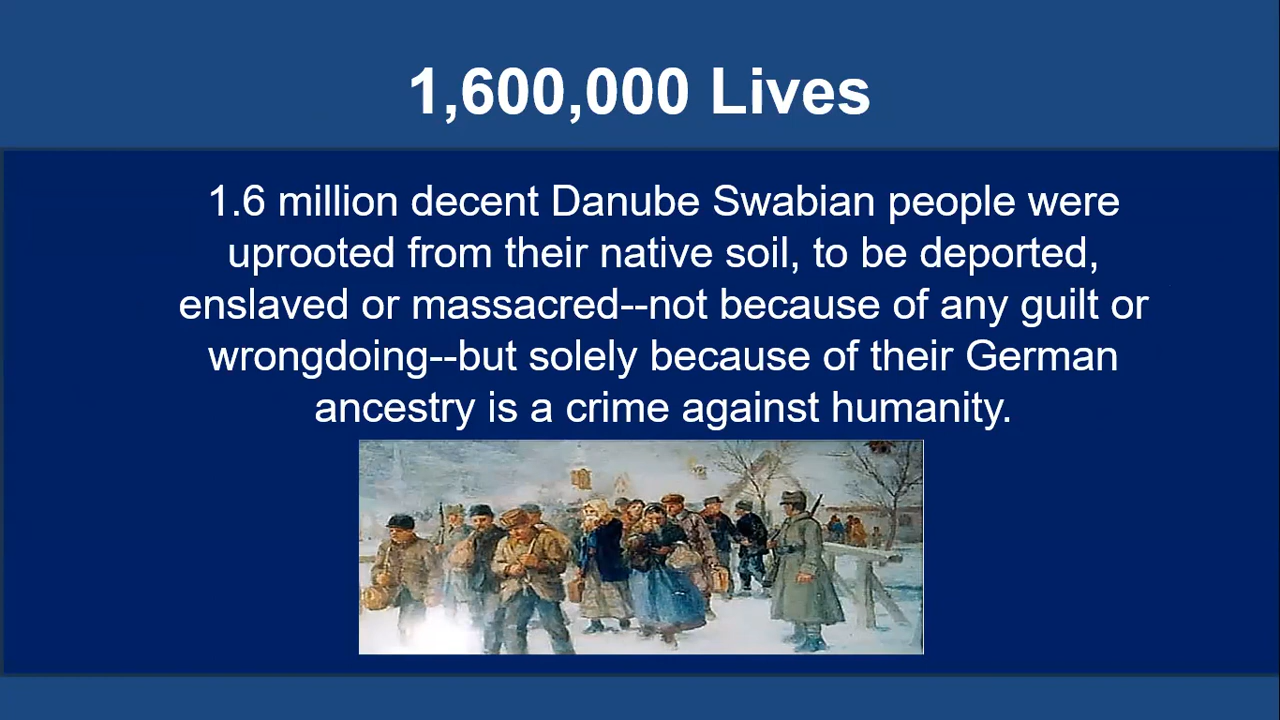 1,600,000 Lives
1.6 million decent Danube Swabian people were
uprooted from their native soil, to be deported,
enslaved or massacred--not because of any guilt or
wrongdoing--but solely because of their German
ancestry is a crime against humanity.